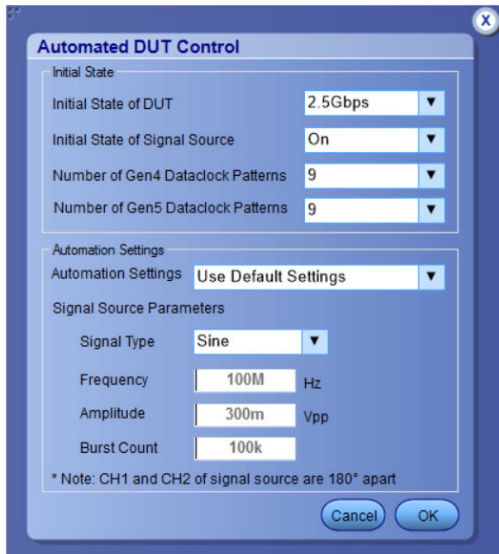 X
Automated DUT Control
Initial State
Initial State of DUT 2.5Gbps
Initial State of Signal Source On
Number of Gen4 Dataclock Patterns 9
Number of Gen5 Dataclock Patterns 9
Automation Settings
Automation Settings Use Default Settings
Signal Source Parameters
Signal Type Sine
Frequency 100M Hz
Amplitude 300m Vpp
Burst Count 100k
* Note: CH1 and CH2 of signal source are 180° apart
Cancel OK